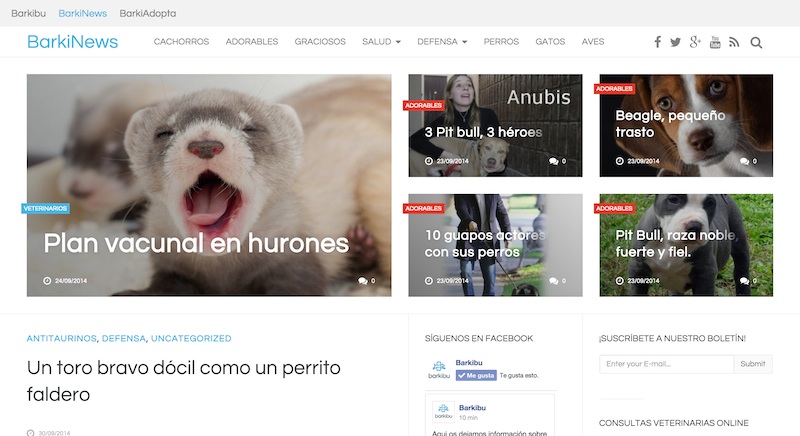 Barkibu BarkiNews BarkiAdopta
BarkiNews CACHORROS ADORABLES GRACIOSOS SALUD DEFENSA PERROS GATOS AVES
VETERINARIOS
Plan vacunal en hurones
24/09/2014 0
ADORABLES
Anubis
3 Pit bull, 3 héroes
23/09/2014 0
ADORABLES
Beagle, pequeño
trasto
23/09/2014 0
ADORABLES
10 guapos actores
con sus perros
23/09/2014 0
ADORABLES
Pit Bull, raza noble,
fuerte y fiel.
23/09/2014 0
ANTITAURINOS, DEFENSA, UNCATEGORIZED
Un toro bravo dócil como un perrito
faldero
30/09/2014
SÍGUENOS EN FACEBOOK
barkibu
Barkibu
Me gusta Te gusta esto.
barkibu
Barkibu
10 min
Aqui os dejamos información sobre
¡SUSCRÍBETE A NUESTRO BOLETÍN!
Enter your E-mail... Submit
CONSULTAS VETERINARIAS ONLINE